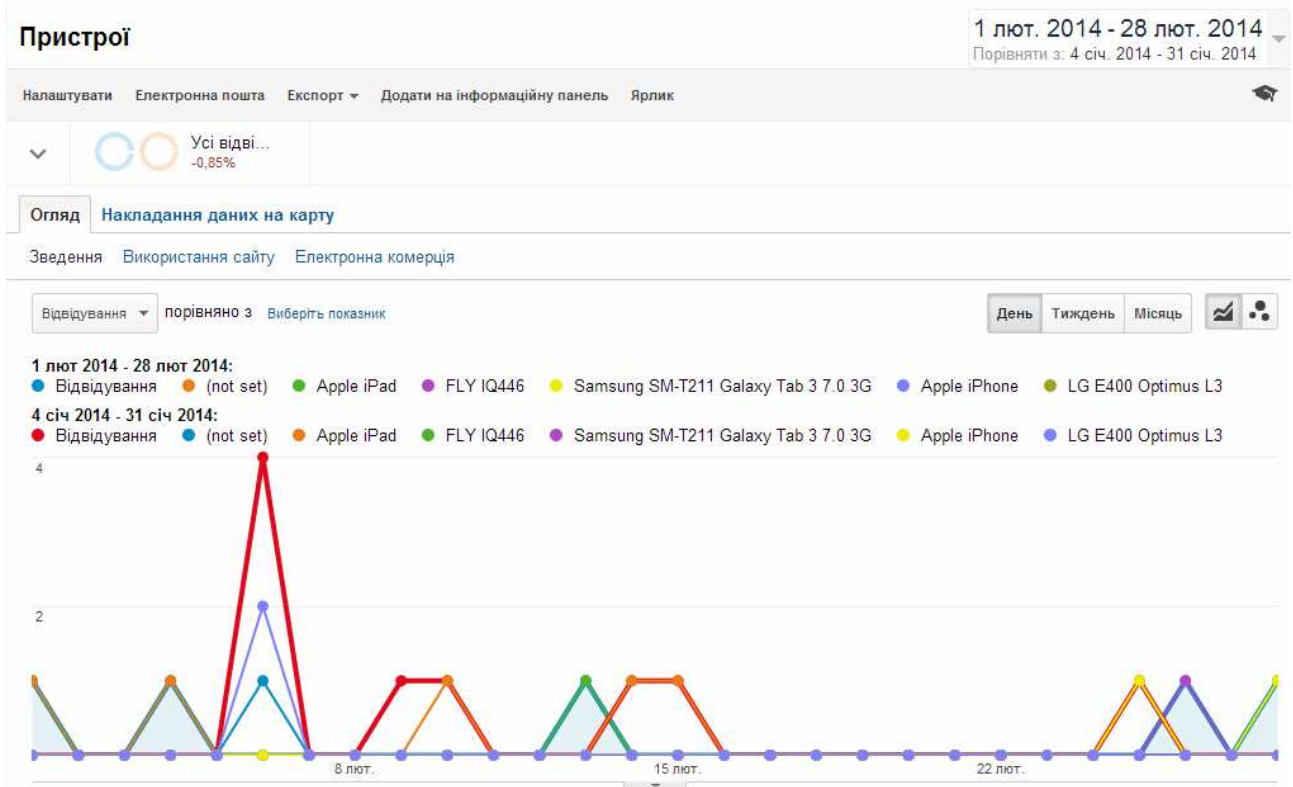 Пристрої
1 лют. 2014 - 28 лют. 2014
Порівняти з: 4 січ. 2014 - 31 січ. 2014
Налаштувати Електронна пошта Експорт Додати на інформаційну панель Ярлик
Усі відві...
-0,85%
Огляд Накладання даних на карту
Зведення Використання сайту Електронна комерція
Відвідування порівняно з Виберіть показник День Тиждень Місяць
1 лют 2014 - 28 лют 2014:
Відвідування (not set) Apple iPad FLY IQ446 Samsung SM-T211 Galaxy Tab 3 7.0 3G Apple iPhone LG E400 Optimus L3
4 січ 2014 - 31 січ 2014:
Відвідування (not set) Apple iPad FLY IQ446 Samsung SM-T211 Galaxy Tab 3 7.0 3G Apple iPhone LG E400 Optimus L3
4
2
8 лют. 15 лют. 22 лют.